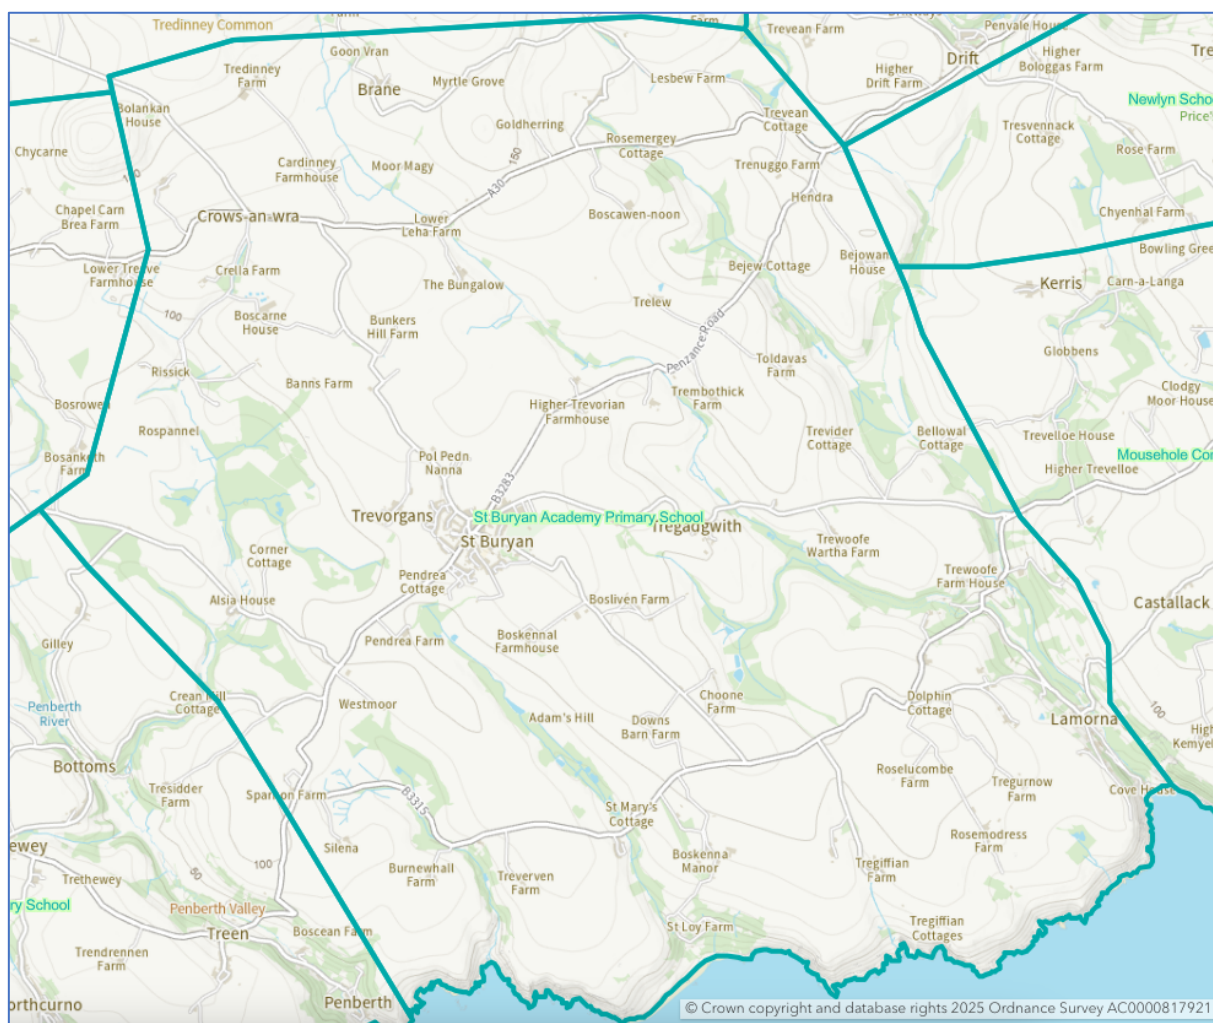 Tredinney Common
Farm
Trevean Farm
Penvale House
Goon Vran
Tredinney
Farm
Myrtle Grove
Lesbew Farm
Drift
Higher
Bologgas Farm
Tre
Brane
Higher
Drift Farm
Newlyn Scho
Price'
Bolankan
House
Goldherring
Trevean
Cottage
Tresvennack
Cottage
Chycarne
Rosemergey
Cottage
150
Rose Farm
Cardinney
Farmhouse
Moor Magy
Trenuggo Farm
A30
Hendra
Chapel Carn
Brea Farm
Crows-an-wra
Lower
Leha Farm
Boscawen-noon
Chyenhal Farm
Bowling Gree
Lower Treave
Farmhouse
Crella Farm
The Bungalow
Bejew Cottage
Bejowan
House
Kerris
Carn-a-Langa
Trelew
100
Boscarne
House
Bunkers
Hill Farm
Penzance Road
Globbens
Toldavas
Farm
Rissick
Banns Farm
Trembothick
Farm
Clodgy
Moor House
Bosrowen
Higher Trevorian
Farmhouse
Rospannel
Trevider
Cottage
Bellowal
Cottage
Trevelloe House
Bosanketh
Farm
Pol Pedn
Nanna
Mousehole Co
Higher Trevelloe
B3283
Trevorgans
St Buryan Academy Primary School
Tregadgwith
St Buryan
Trewoofe
Wartha Farm
Corner
Cottage
Pendrea
Cottage
Trewoofe
Farm House
Alsia House
Bosliven Farm
Castallack
Gilley
Pendrea Farm
Boskennal
Farmhouse
Penberth
River
Crean Mill
Cottage
Westmoor
Choone
Farm
Dolphin
Cottage
100
Adam's Hill
Downs
Barn Farm
Lamorna
High
Kemyel
Bottoms
Roselucombe
Farm
Tregurnow
Farm
Tresidder
Farm
Sparnon Farm
B3315
Cove House
St Mary's
Cottage
Rosemodress
Farm
ewey
Silena
100
Boskenna
Manor
Tregiffian
Farm
Trethewey
50
Burnewhall
Farm
Treverven
Farm
ry School
Penberth Valley
Treen
Boscean Farm
St Loy Farm
Tregiffian
Cottages
Trendrennen
Farm
orthcurno
Penberth
© Crown copyright and database rights 2025 Ordnance Survey AC0000817921